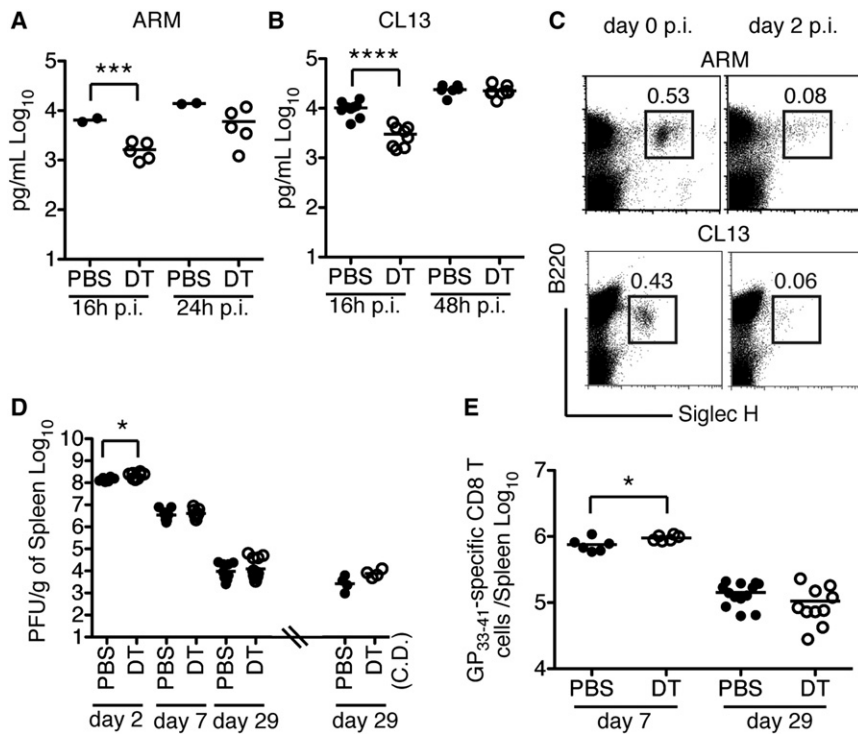 A
ARM
pg/mL Log10
5
4
3
2
1
***
PBS DT PBS DT
16h p.i. 24h p.i.
B
CL13
pg/mL Log10
5
4
3
2
1
****
PBS DT PBS DT
16h p.i. 48h p.i.
C
day 0 p.i. day 2 p.i.
ARM
0.53 0.08
CL13
0.43 0.06
B220
Siglec H
D
PFU/g of Spleen Log10
10
9
8
7
6
5
4
3
2
1
*
PBS DT PBS DT PBS DT PBS DT (C.D.)
day 2 day 7 day 29 day 29
E
GP33-41-specific CD8 T
cells /Spleen Log10
7
6
5
4
*
PBS DT PBS DT
day 7 day 29